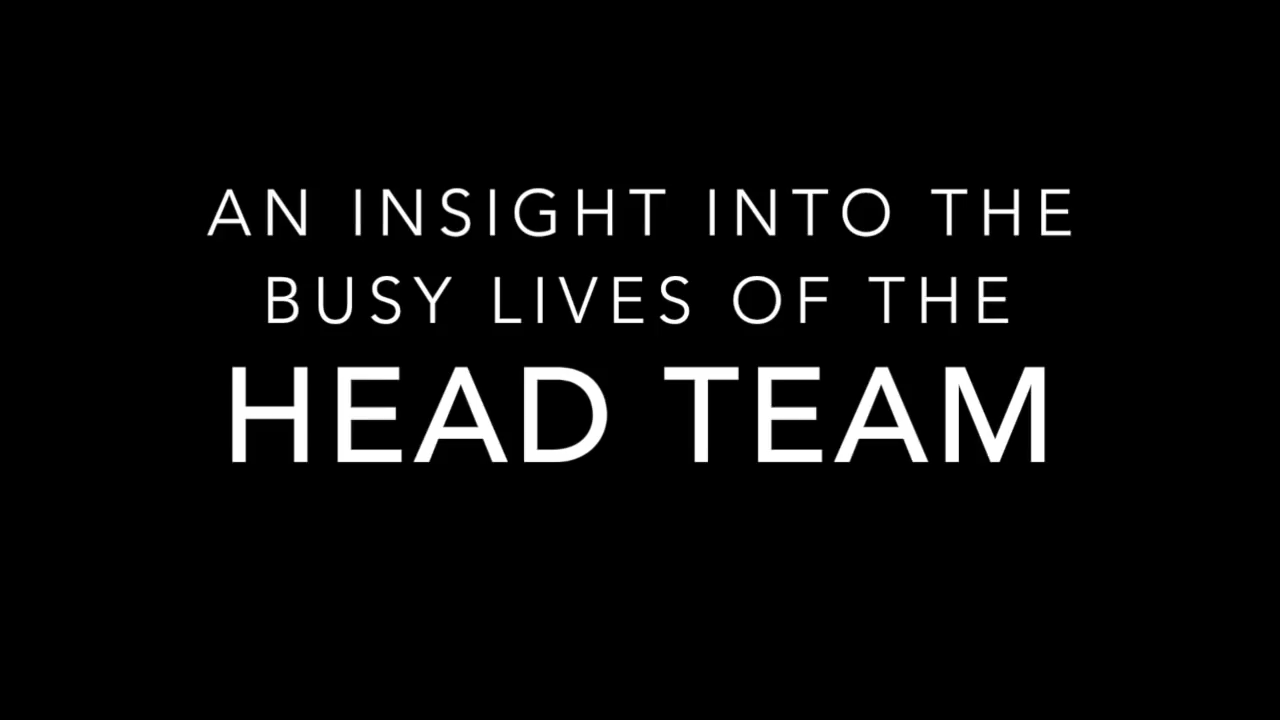 AN INSIGHT INTO THE
BUSY LIVES OF THE
HEAD TEAM